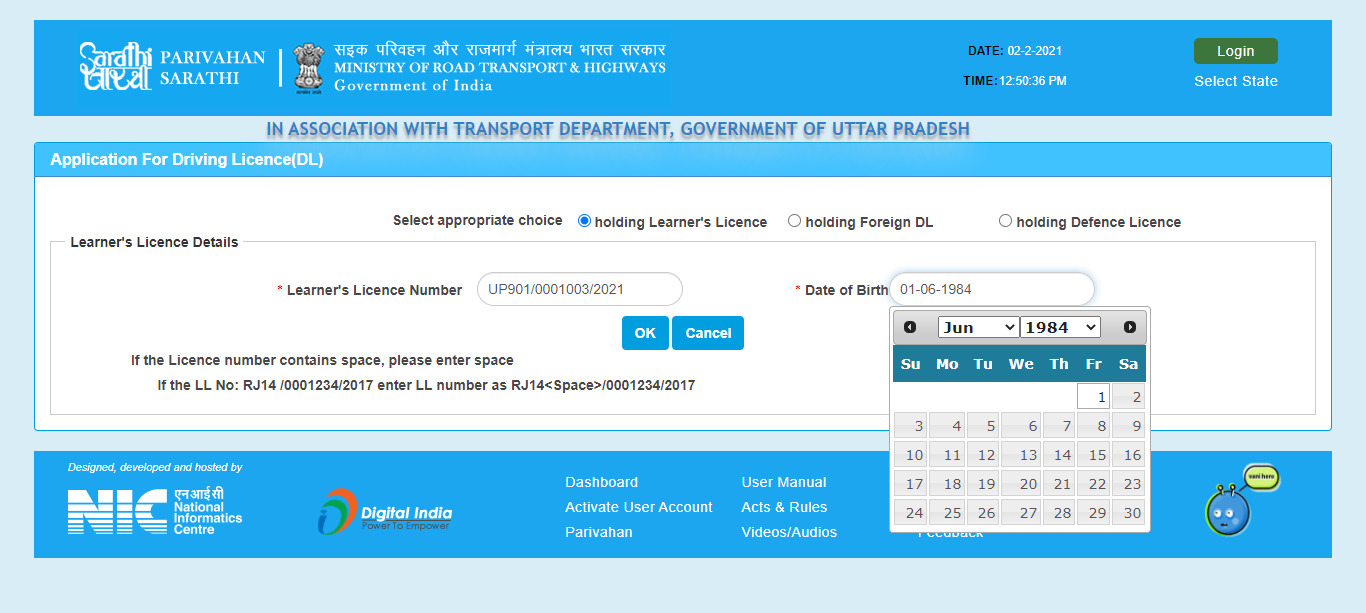 Sarathi
सारथी
PARIVAHAN
SARATHI
सड़क परिवहन और राजमार्ग मंत्रालय भारत सरकार
MINISTRY OF ROAD TRANSPORT & HIGHWAYS
Government of India
DATE: 02-2-2021
TIME:12:50:36 PM
Login
Select State
IN ASSOCIATION WITH TRANSPORT DEPARTMENT, GOVERNMENT OF UTTAR PRADESH
Application For Driving Licence(DL)
Select appropriate choice holding Learner's Licence holding Foreign DL holding Defence Licence
Learner's Licence Details
* Learner's Licence Number UP901/0001003/2021 * Date of Birth 01-06-1984
OK Cancel
If the Licence number contains space, please enter space
If the LL No: RJ14 /0001234/2017 enter LL number as RJ14<Space>/0001234/2017
Jun 1984
Su Mo Tu We Th Fr Sa
1 2
3 4 5 6 7 8 9
10 11 12 13 14 15 16
17 18 19 20 21 22 23
24 25 26 27 28 29 30
Designed, developed and hosted by
NIC
एन आई सी
National
Informatics
Centre
Digital India
Power To Empower
Dashboard User Manual
Activate User Account Acts & Rules
Parivahan Videos/Audios Feedback
vani here